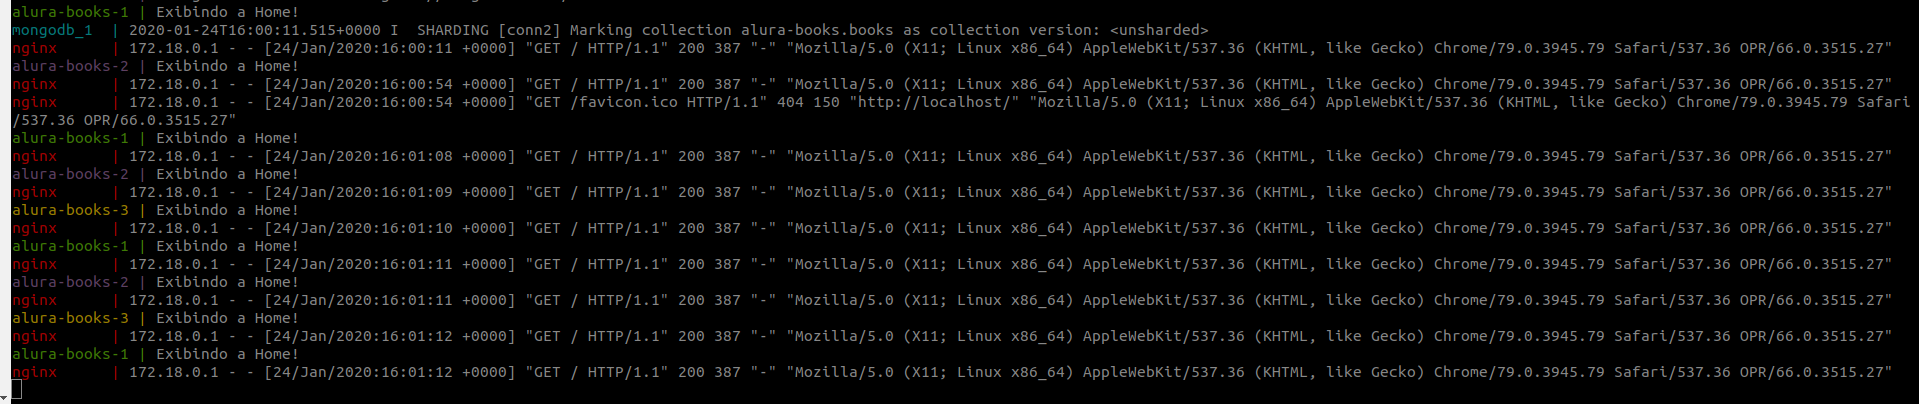 alura-books-1 | Exibindo a Home!
mongodb_1  | 2020-01-24T16:00:11.515+0000 I  SHARDING [conn2] Marking collection alura-books.books as collection version: <unsharded>
nginx      | 172.18.0.1 - - [24/Jan/2020:16:00:11 +0000] "GET / HTTP/1.1" 200 387 "-" "Mozilla/5.0 (X11; Linux x86_64) AppleWebKit/537.36 (KHTML, like Gecko) Chrome/79.0.3945.79 Safari/537.36 OPR/66.0.3515.27"
alura-books-2 | Exibindo a Home!
nginx      | 172.18.0.1 - - [24/Jan/2020:16:00:54 +0000] "GET / HTTP/1.1" 200 387 "-" "Mozilla/5.0 (X11; Linux x86_64) AppleWebKit/537.36 (KHTML, like Gecko) Chrome/79.0.3945.79 Safari/537.36 OPR/66.0.3515.27"
nginx      | 172.18.0.1 - - [24/Jan/2020:16:00:54 +0000] "GET /favicon.ico HTTP/1.1" 404 150 "http://localhost/" "Mozilla/5.0 (X11; Linux x86_64) AppleWebKit/537.36 (KHTML, like Gecko) Chrome/79.0.3945.79 Safari
/537.36 OPR/66.0.3515.27"
alura-books-1 | Exibindo a Home!
nginx      | 172.18.0.1 - - [24/Jan/2020:16:01:08 +0000] "GET / HTTP/1.1" 200 387 "-" "Mozilla/5.0 (X11; Linux x86_64) AppleWebKit/537.36 (KHTML, like Gecko) Chrome/79.0.3945.79 Safari/537.36 OPR/66.0.3515.27"
alura-books-2 | Exibindo a Home!
nginx      | 172.18.0.1 - - [24/Jan/2020:16:01:09 +0000] "GET / HTTP/1.1" 200 387 "-" "Mozilla/5.0 (X11; Linux x86_64) AppleWebKit/537.36 (KHTML, like Gecko) Chrome/79.0.3945.79 Safari/537.36 OPR/66.0.3515.27"
alura-books-3 | Exibindo a Home!
nginx      | 172.18.0.1 - - [24/Jan/2020:16:01:10 +0000] "GET / HTTP/1.1" 200 387 "-" "Mozilla/5.0 (X11; Linux x86_64) AppleWebKit/537.36 (KHTML, like Gecko) Chrome/79.0.3945.79 Safari/537.36 OPR/66.0.3515.27"
alura-books-1 | Exibindo a Home!
nginx      | 172.18.0.1 - - [24/Jan/2020:16:01:11 +0000] "GET / HTTP/1.1" 200 387 "-" "Mozilla/5.0 (X11; Linux x86_64) AppleWebKit/537.36 (KHTML, like Gecko) Chrome/79.0.3945.79 Safari/537.36 OPR/66.0.3515.27"
alura-books-2 | Exibindo a Home!
nginx      | 172.18.0.1 - - [24/Jan/2020:16:01:11 +0000] "GET / HTTP/1.1" 200 387 "-" "Mozilla/5.0 (X11; Linux x86_64) AppleWebKit/537.36 (KHTML, like Gecko) Chrome/79.0.3945.79 Safari/537.36 OPR/66.0.3515.27"
alura-books-3 | Exibindo a Home!
nginx      | 172.18.0.1 - - [24/Jan/2020:16:01:12 +0000] "GET / HTTP/1.1" 200 387 "-" "Mozilla/5.0 (X11; Linux x86_64) AppleWebKit/537.36 (KHTML, like Gecko) Chrome/79.0.3945.79 Safari/537.36 OPR/66.0.3515.27"
alura-books-1 | Exibindo a Home!
nginx      | 172.18.0.1 - - [24/Jan/2020:16:01:12 +0000] "GET / HTTP/1.1" 200 387 "-" "Mozilla/5.0 (X11; Linux x86_64) AppleWebKit/537.36 (KHTML, like Gecko) Chrome/79.0.3945.79 Safari/537.36 OPR/66.0.3515.27"